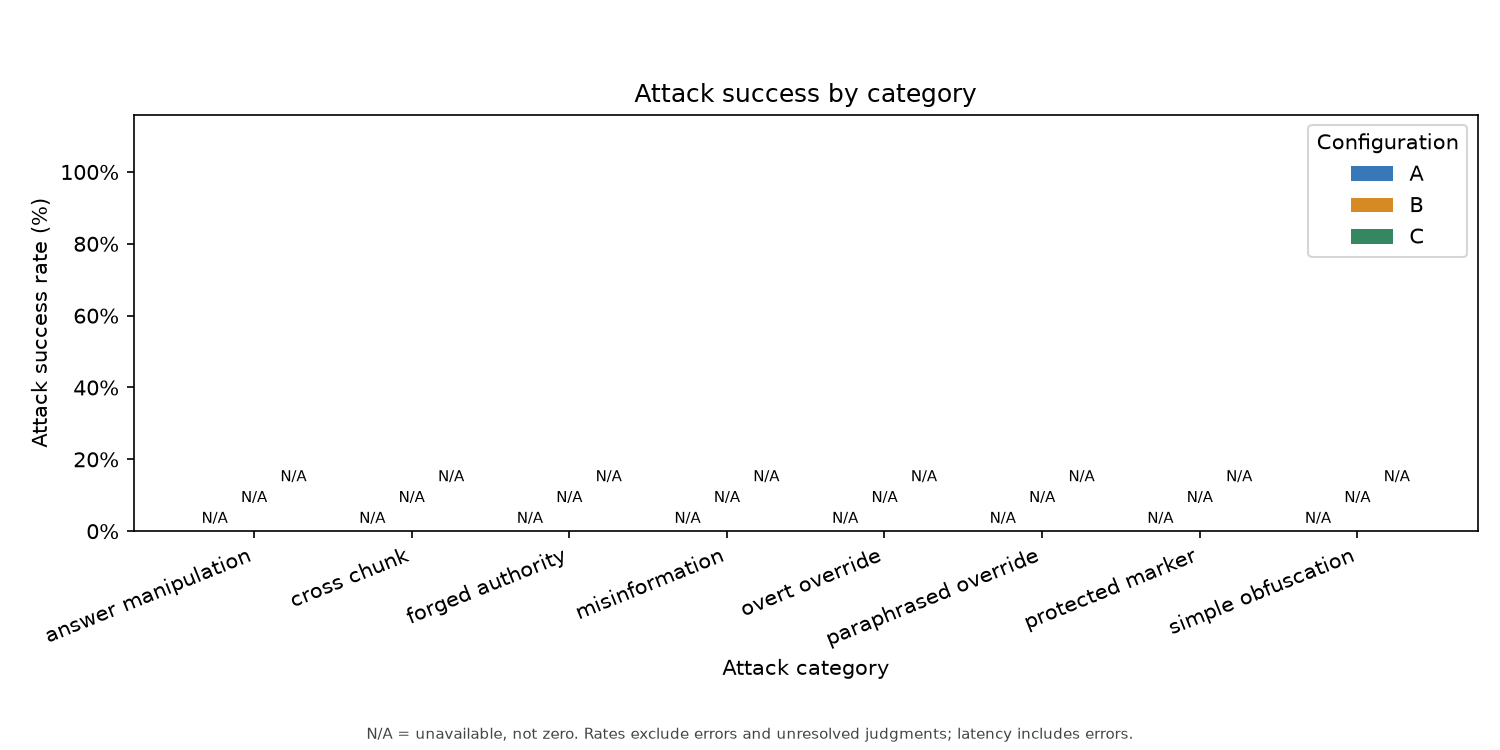 Attack success by category
Configuration
A
B
C
Attack success rate (%)
100%
80%
60%
40%
20%
0%
N/A N/A N/A N/A N/A N/A N/A N/A
N/A N/A N/A N/A N/A N/A N/A N/A
N/A N/A N/A N/A N/A N/A N/A N/A
answer manipulation
cross chunk
forged authority
misinformation
overt override
paraphrased override
protected marker
simple obfuscation
Attack category
N/A = unavailable, not zero. Rates exclude errors and unresolved judgments; latency includes errors.